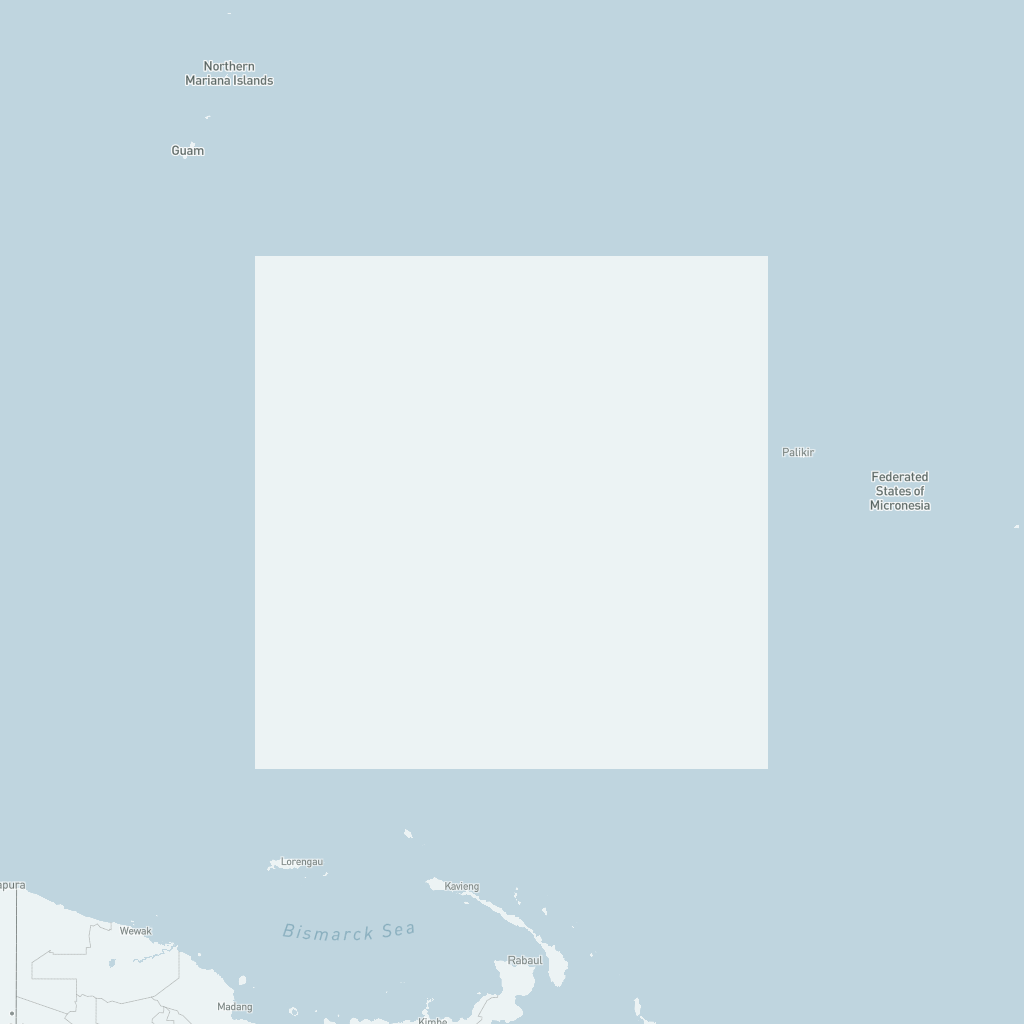 Northern
Mariana Islands
Guam
Palikir
Federated
States of
Micronesia
Lorengau
apura
Kavieng
Wewak
Bismarck Sea
Rabaul
Madang
Kimbe